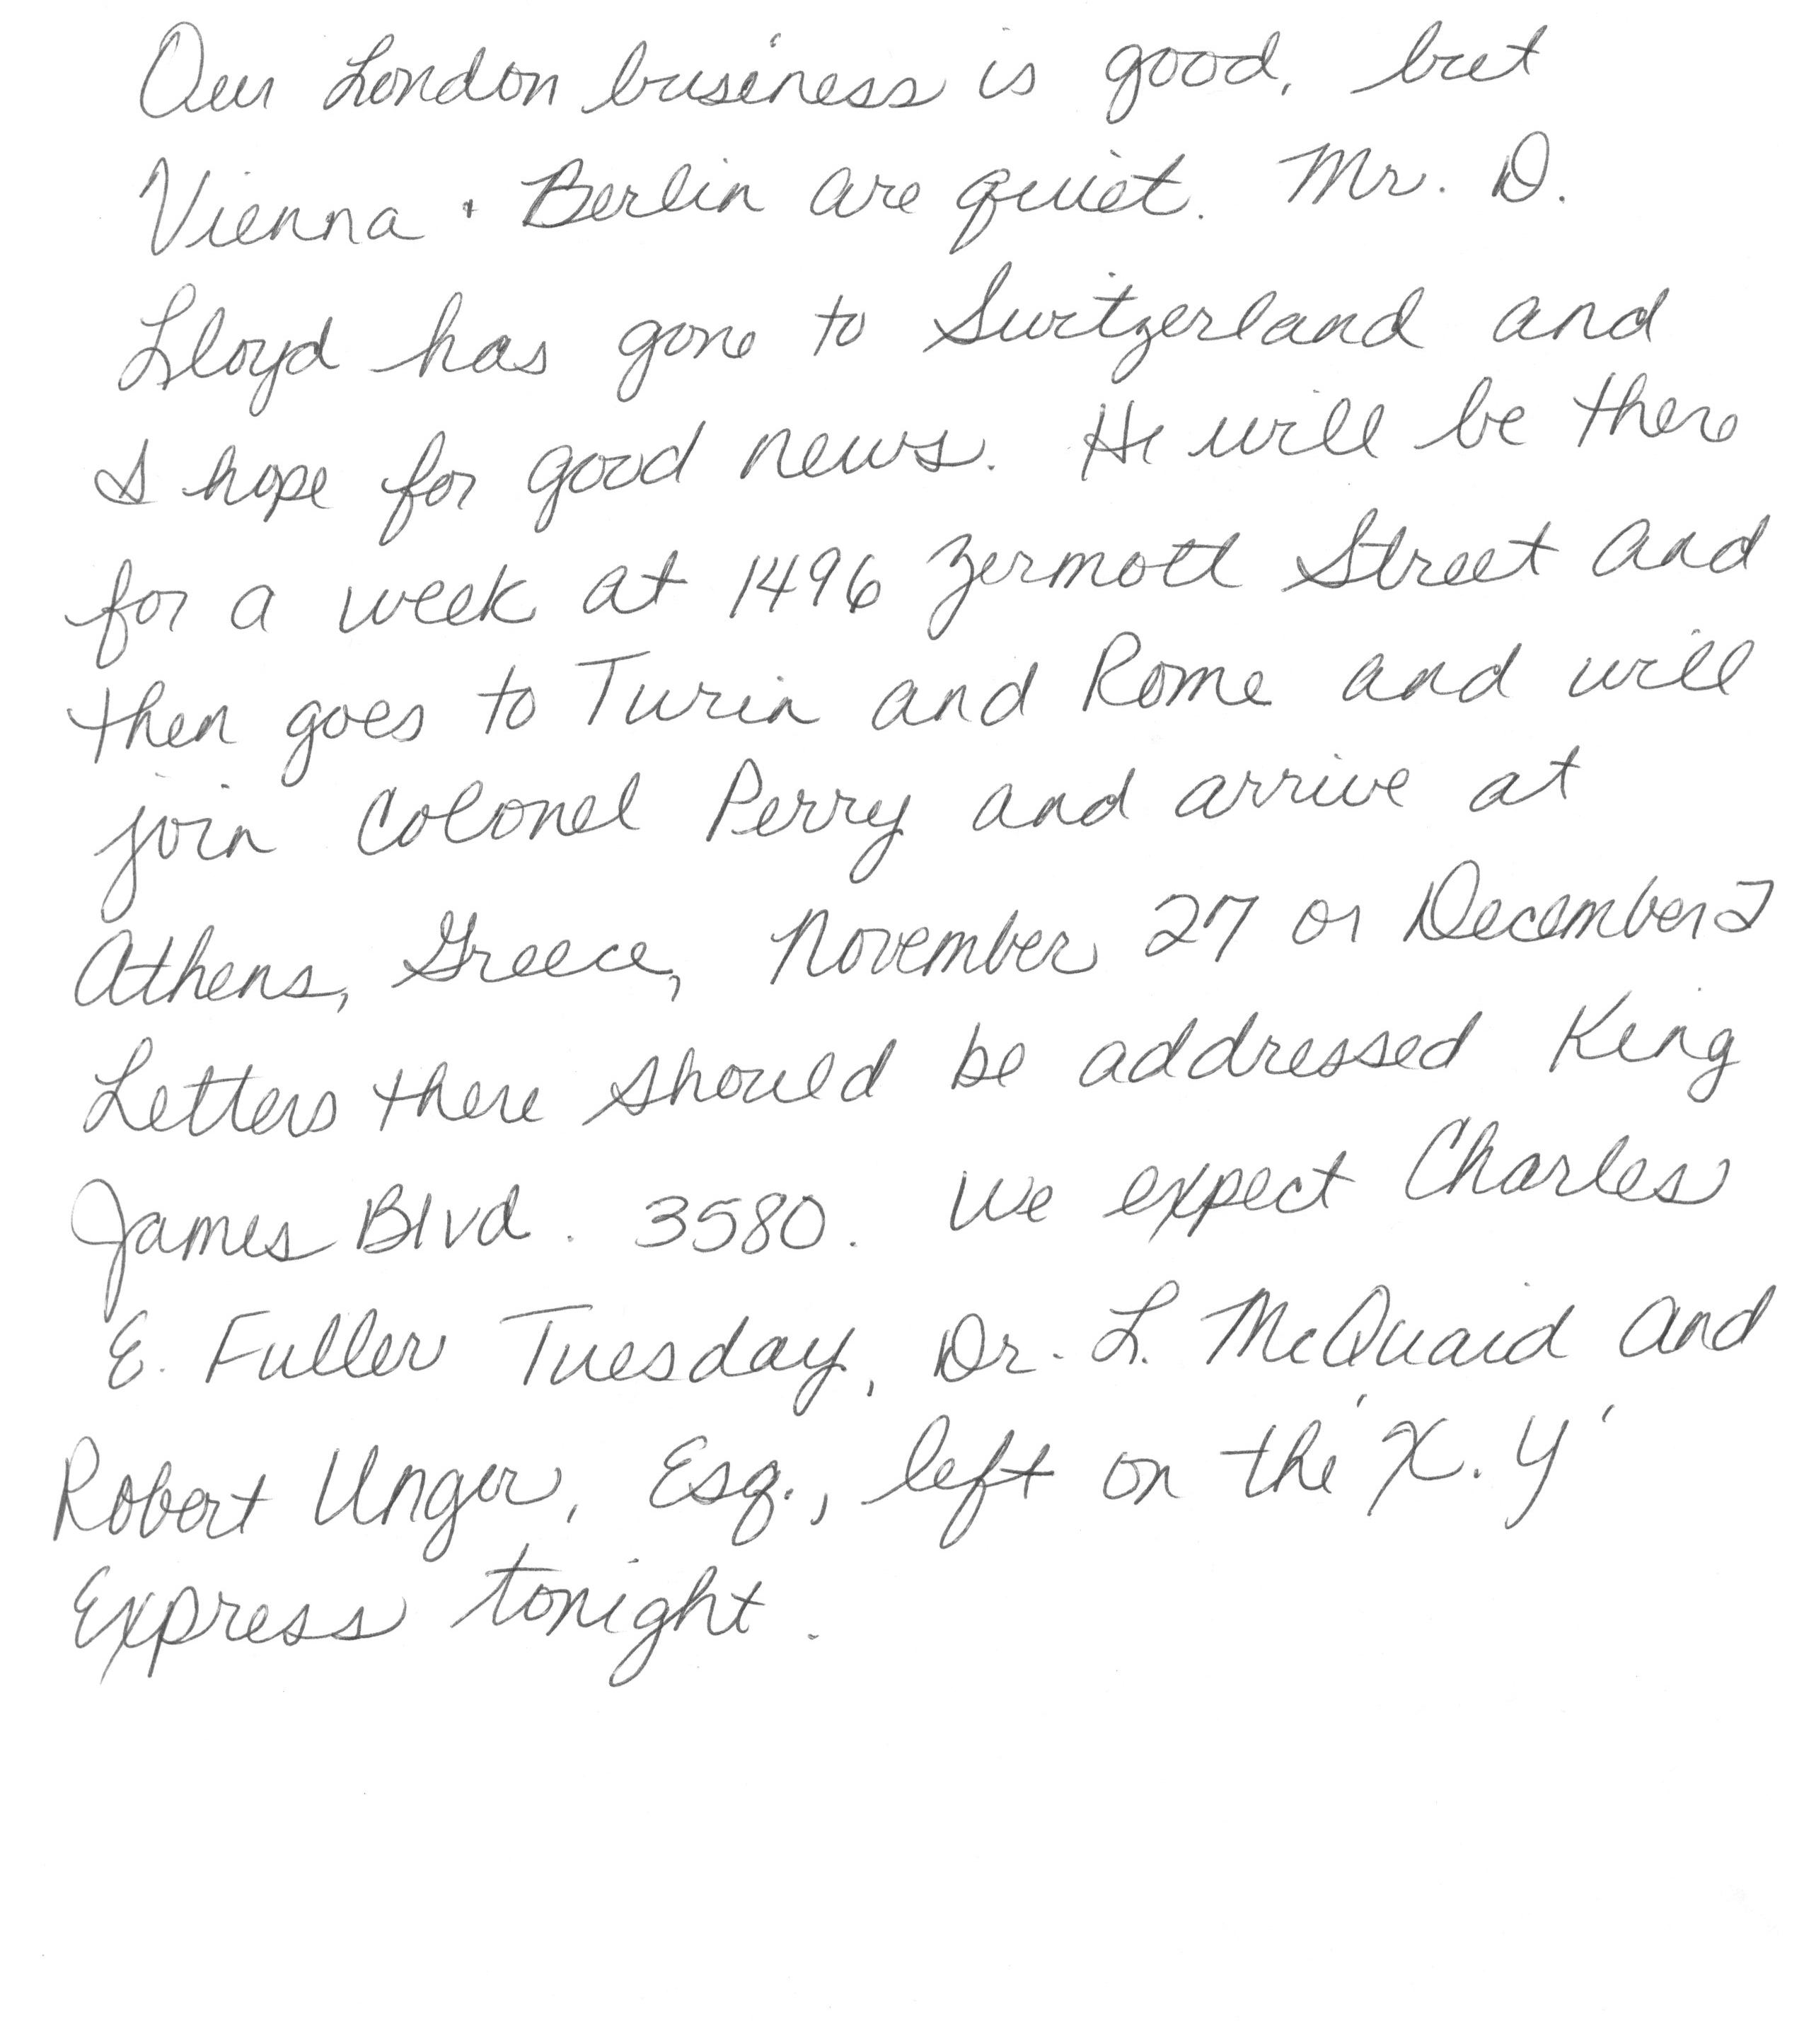 Our London business is good, but
Vienna + Berlin are quiet. Mr. D.
Lloyd has gone to Switzerland and
I hope for good news. He will be there
for a week at 1496 Zermott Street and
then goes to Turin and Rome and will
join Colonel Perry and arrive at
Athens, Greece, November 27 or December 2
Letters there should be addressed King
James Blvd. 3580. We expect Charles
E. Fuller Tuesday, Dr. L. McQuaid and
Robert Unger, Esq., left on the 'X. Y'
Express tonight.